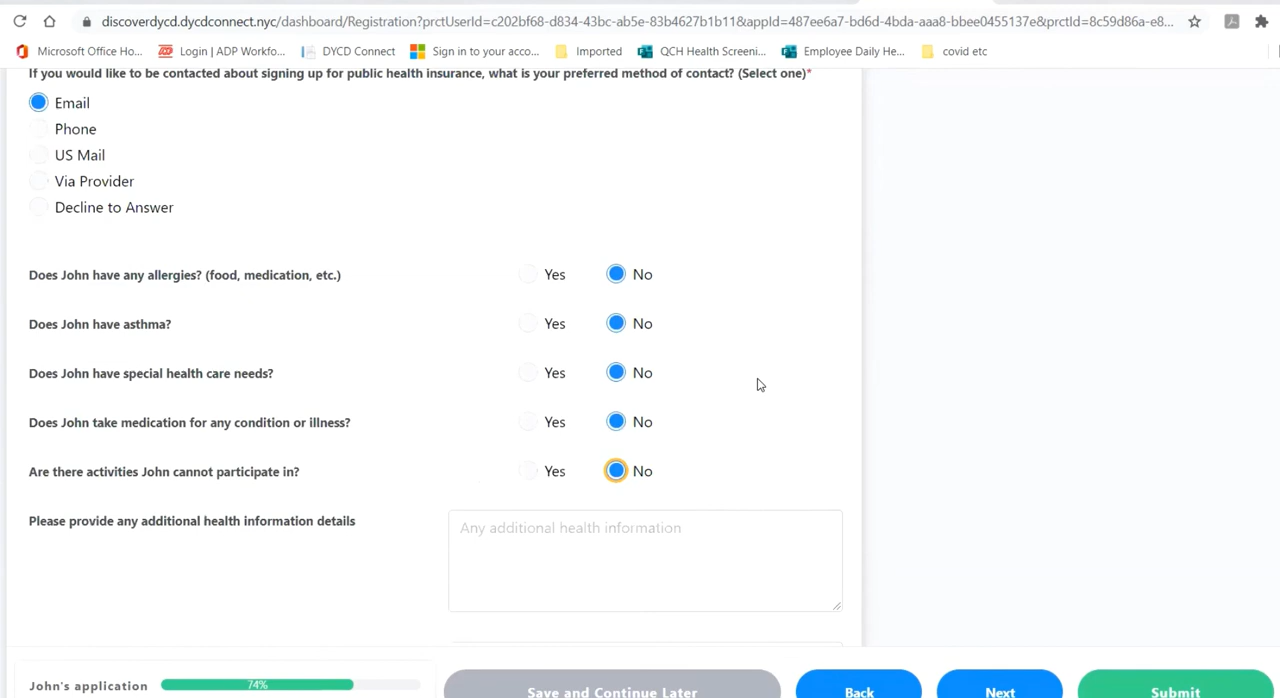 discoverdycd.dycdconnect.nyc/dashboard/Registration?prctUserId=c202bf68-d834-43bc-ab5e-83b4627b1b11&appId=487ee6a7-bd6d-4bda-aaa8-bbee0455137e&prctId=8c59d86a-e8...
Microsoft Office Ho... Login | ADP Workfo... DYCD Connect Sign in to your acco... Imported QCH Health Screeni... Employee Daily He... covid etc
If you would like to be contacted about signing up for public health insurance, what is your preferred method of contact? (Select one)*
Email
Phone
US Mail
Via Provider
Decline to Answer
Does John have any allergies? (food, medication, etc.) Yes No
Does John have asthma? Yes No
Does John have special health care needs? Yes No
Does John take medication for any condition or illness? Yes No
Are there activities John cannot participate in? Yes No
Please provide any additional health information details
Any additional health information
John's application 74% Save and Continue Later Back Next Submit